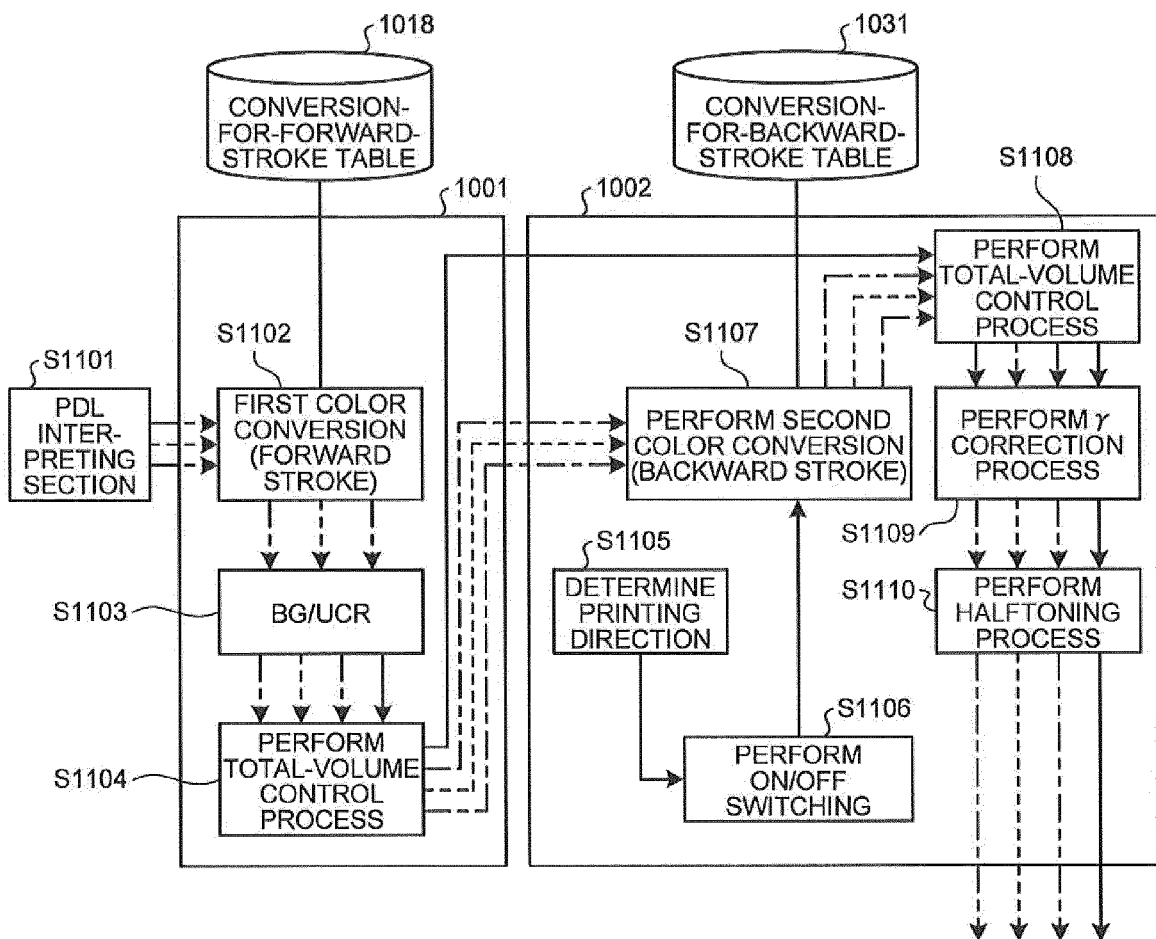 1018
1031
CONVERSION-
FOR-FORWARD-
STROKE TABLE
CONVERSION-
FOR-BACKWARD-
STROKE TABLE
1001
1002
S1108
PERFORM
TOTAL-VOLUME
CONTROL
PROCESS
S1101
PDL
INTER-
PRETING
SECTION
S1102
FIRST COLOR
CONVERSION
(FORWARD
STROKE)
S1107
PERFORM SECOND
COLOR CONVERSION
(BACKWARD STROKE)
PERFORM γ
CORRECTION
PROCESS
S1109
S1103
BG/UCR
S1105
DETERMINE
PRINTING
DIRECTION
S1110
PERFORM
HALFTONING
PROCESS
S1104
PERFORM
TOTAL-VOLUME
CONTROL
PROCESS
S1106
PERFORM
ON/OFF
SWITCHING